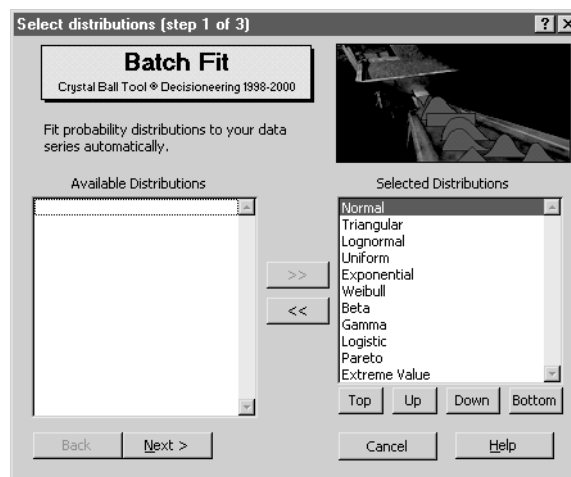 Select distributions (step 1 of 3)
Batch Fit
Crystal Ball Tool ® Decisioneering 1998-2000
Fit probability distributions to your data
series automatically.
Available Distributions
Selected Distributions
Normal
Triangular
Lognormal
Uniform
Exponential
Weibull
Beta
Gamma
Logistic
Pareto
Extreme Value
>>
<<
Top Up Down Bottom
Back Next > Cancel Help